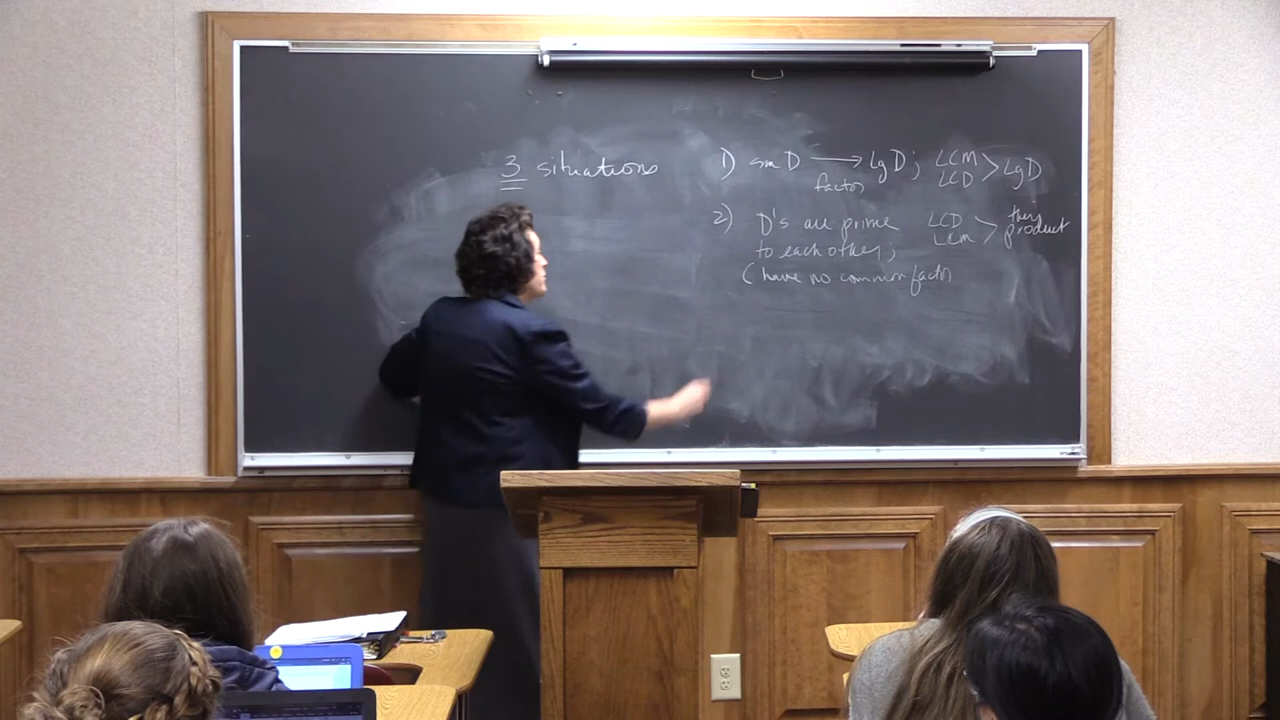 3 situations
1) sm D → Lg D; LCM LCD > Lg D
factor
2) D's are prime LCD LCM > their product
to each other;
(have no common factor